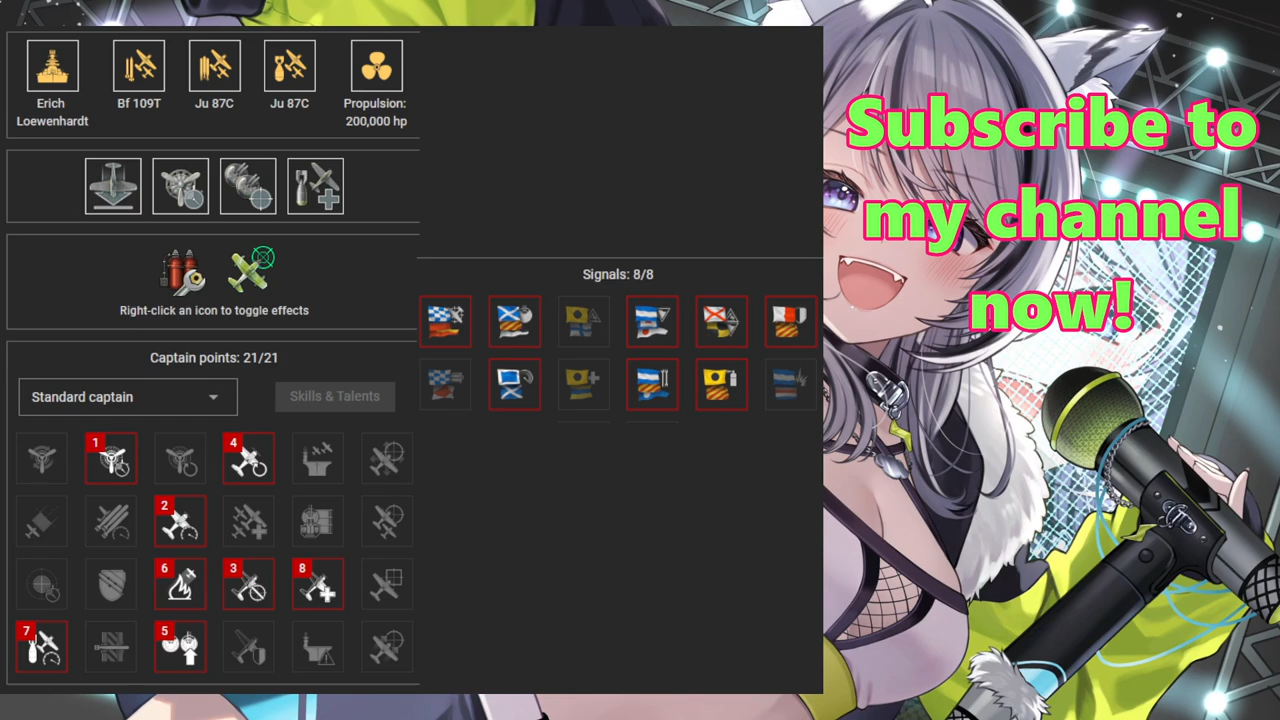 Erich
Loewenhardt
Bf 109T
Ju 87C
Ju 87C
Propulsion:
200,000 hp
Right-click an icon to toggle effects
Captain points: 21/21
Standard captain
Skills & Talents
1
4
2
6
3
8
7
5
Signals: 8/8
Subscribe to
my channel
now!